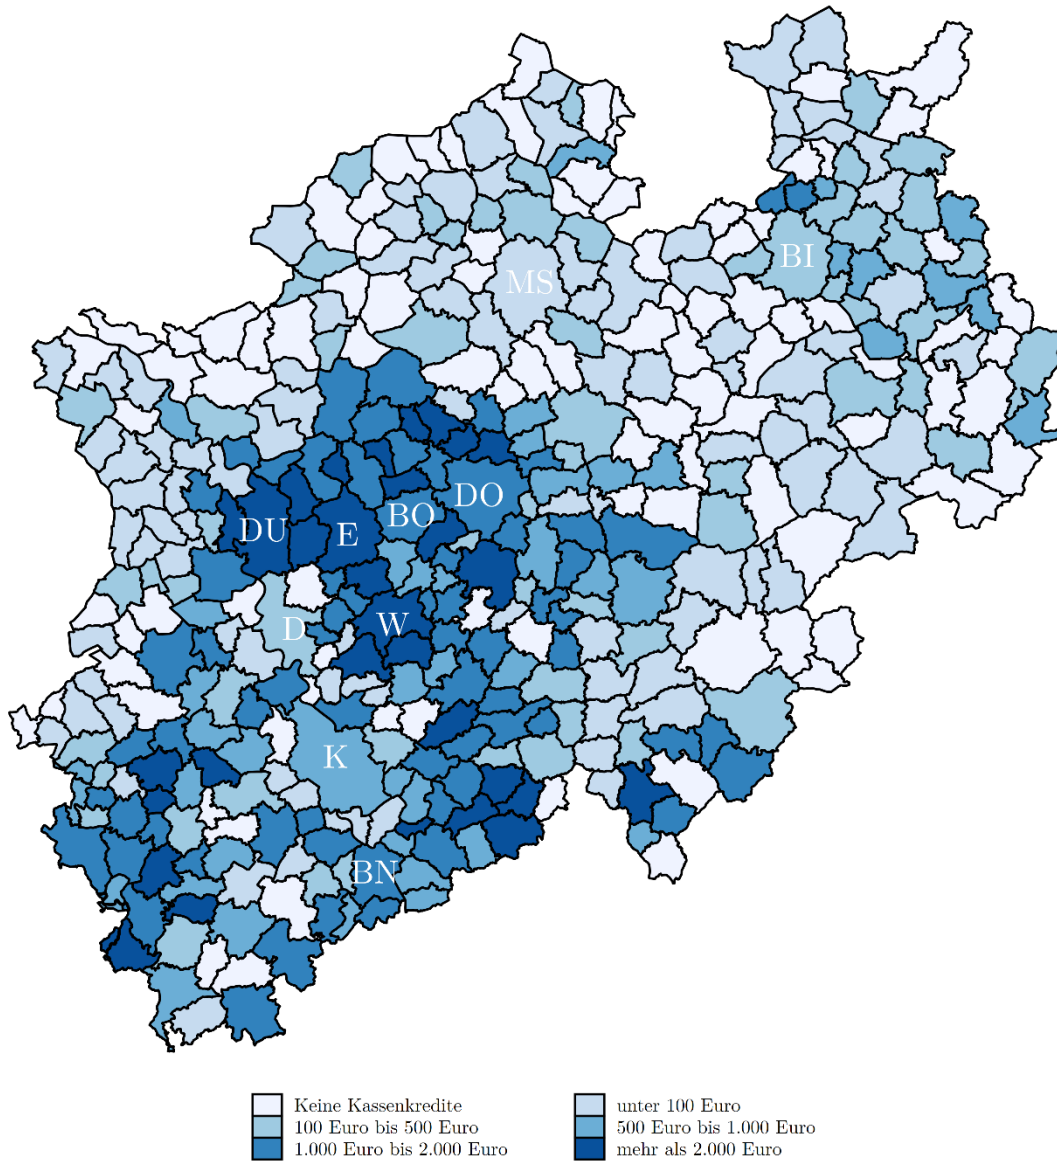 MS
BI
DU
E
BO
DO
D
W
K
BN
Keine Kassenkredite
100 Euro bis 500 Euro
1.000 Euro bis 2.000 Euro
unter 100 Euro
500 Euro bis 1.000 Euro
mehr als 2.000 Euro